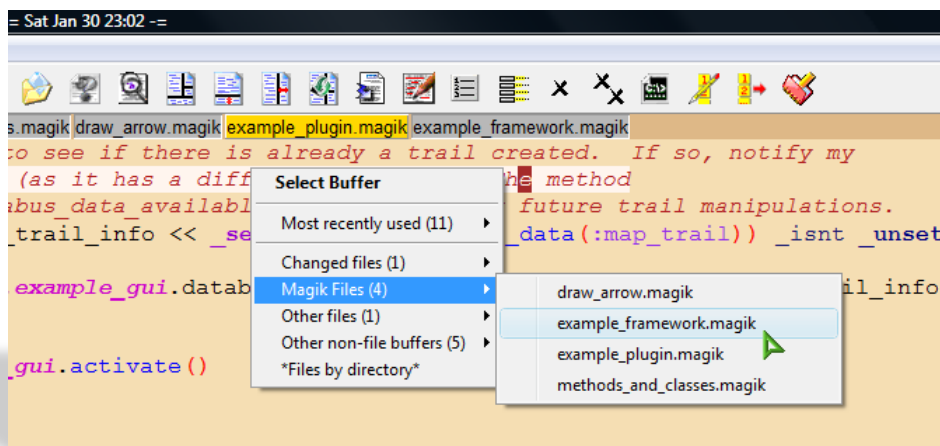 = Sat Jan 30 23:02 -=
s.magik draw_arrow.magik example_plugin.magik example_framework.magik
to see if there is already a trail created. If so, notify my
(as it has a diff he method
abus_data_availabl future trail manipulations.
_trail_info << _se _data(:map_trail)) _isnt _unset
.example_gui.datab il_info
_gui.activate()
Select Buffer
Most recently used (11)
Changed files (1)
Magik Files (4)
Other files (1)
Other non-file buffers (5)
*Files by directory*
draw_arrow.magik
example_framework.magik
example_plugin.magik
methods_and_classes.magik